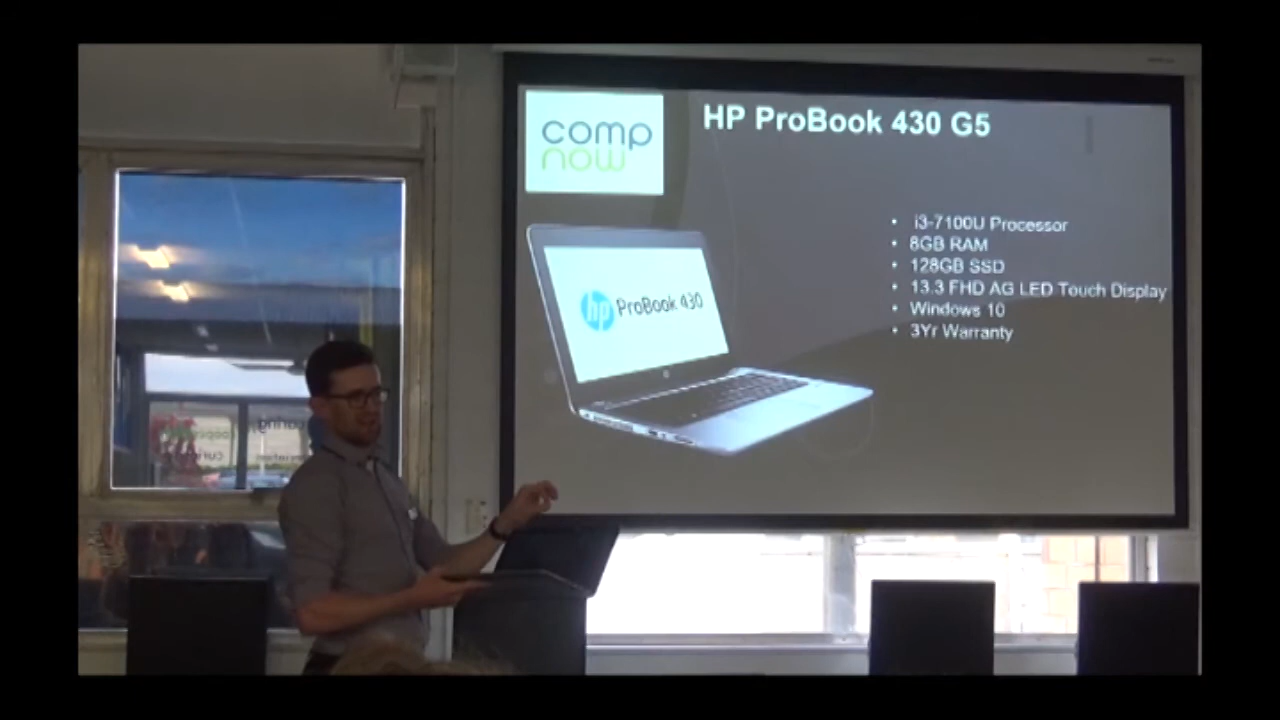 comp
now
HP ProBook 430 G5
• i3-7100U Processor
• 8GB RAM
• 128GB SSD
• 13.3 FHD AG LED Touch Display
• Windows 10
• 3Yr Warranty
hp ProBook 430